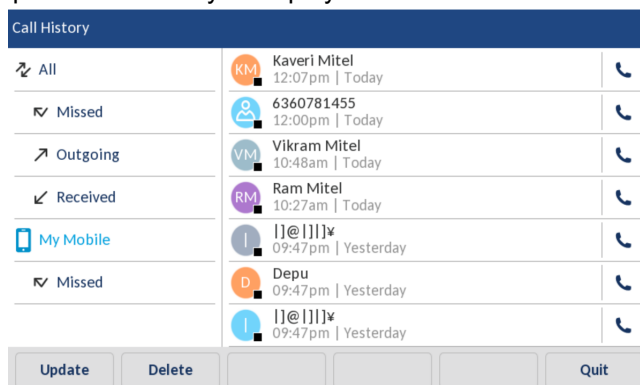 Call History
All
Missed
Outgoing
Received
My Mobile
Missed
KM
Kaveri Mitel
12:07pm | Today
6360781455
12:00pm | Today
VM
Vikram Mitel
10:48am | Today
RM
Ram Mitel
10:27am | Today
|
|]@|]|]¥
09:47pm | Yesterday
D
Depu
09:47pm | Yesterday
|
|]@|]|]¥
09:47pm | Yesterday
Update
Delete
Quit